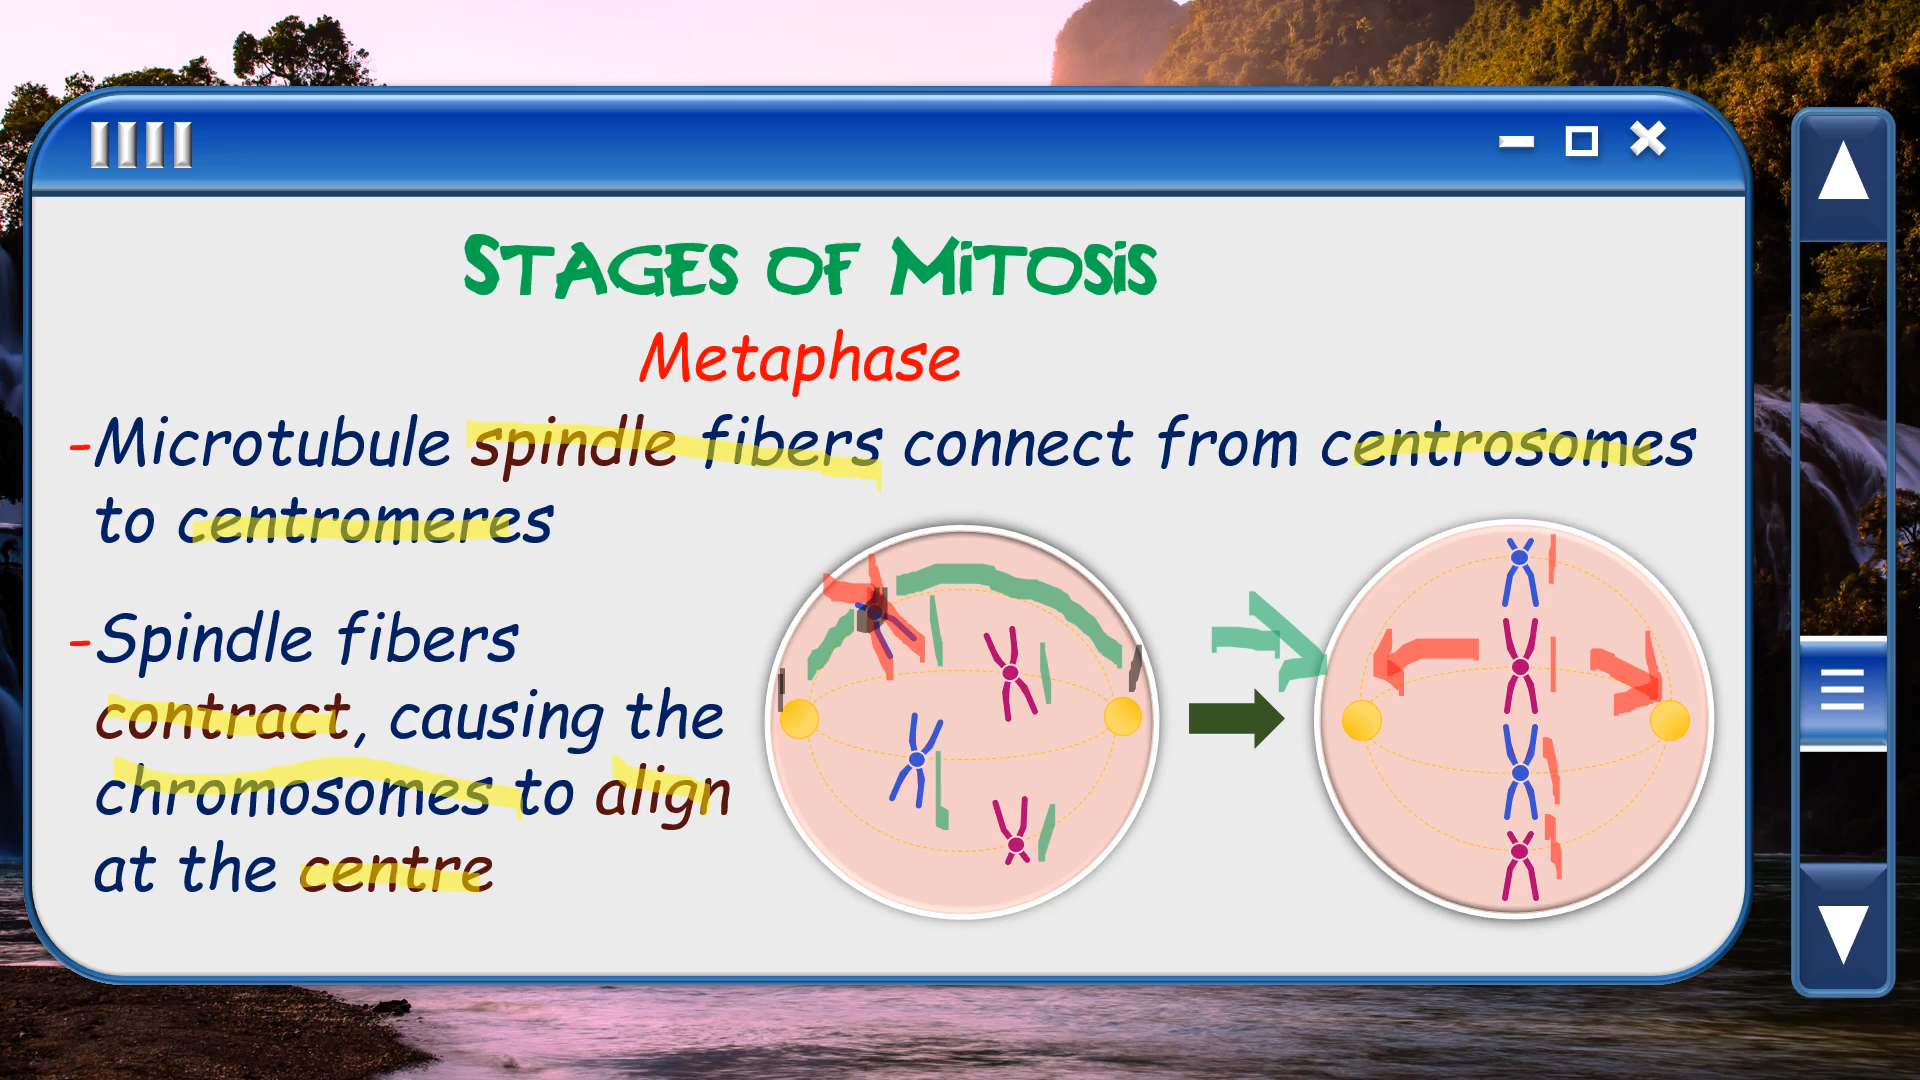 STAGES OF MiTOSiS
Metaphase
-Microtubule spindle fibers connect from centrosomes
to centromeres
-Spindle fibers
contract, causing the
chromosomes to align
at the centre